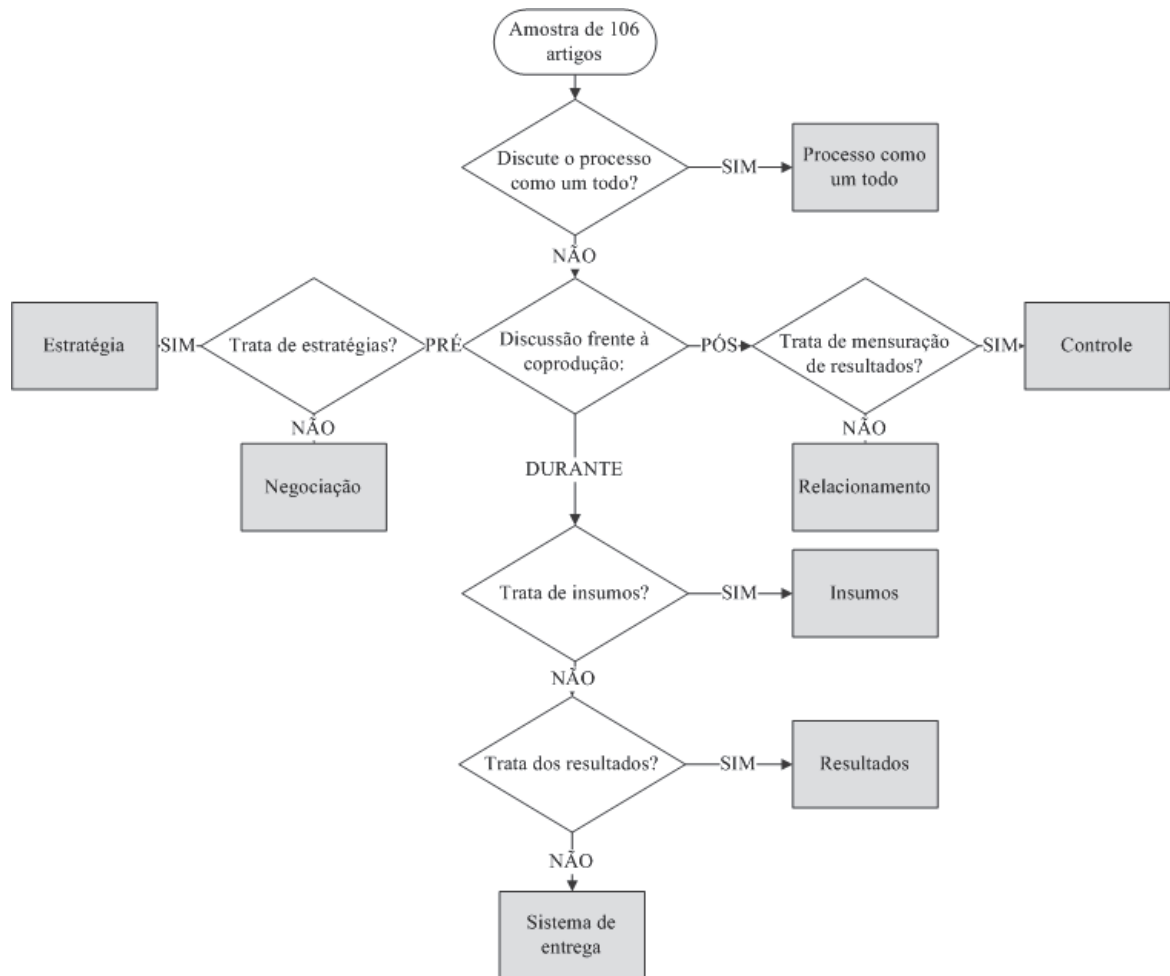 Amostra de 106
artigos
Discute o processo
como um todo?
SIM
Processo como
um todo
NÃO
Estratégia
SIM
Trata de estratégias?
PRÉ
Discussão frente à
coprodução:
PÓS
Trata de mensuração
de resultados?
SIM
Controle
NÃO
NÃO
Negociação
DURANTE
Relacionamento
Trata de insumos?
SIM
Insumos
NÃO
Trata dos resultados?
SIM
Resultados
NÃO
Sistema de
entrega